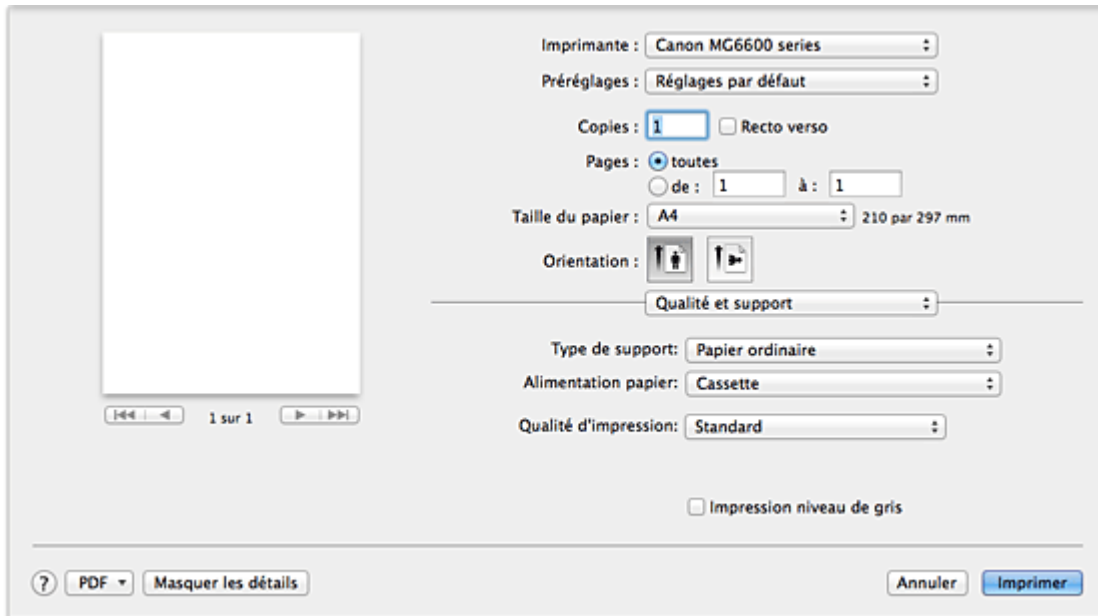 Imprimante : Canon MG6600 series
Préréglages : Réglages par défaut
Copies : 1 Recto verso
Pages : toutes
de : 1 à : 1
Taille du papier : A4 210 par 297 mm
Orientation :
Qualité et support
Type de support: Papier ordinaire
Alimentation papier: Cassette
1 sur 1
Qualité d'impression: Standard
Impression niveau de gris
? PDF Masquer les détails Annuler Imprimer